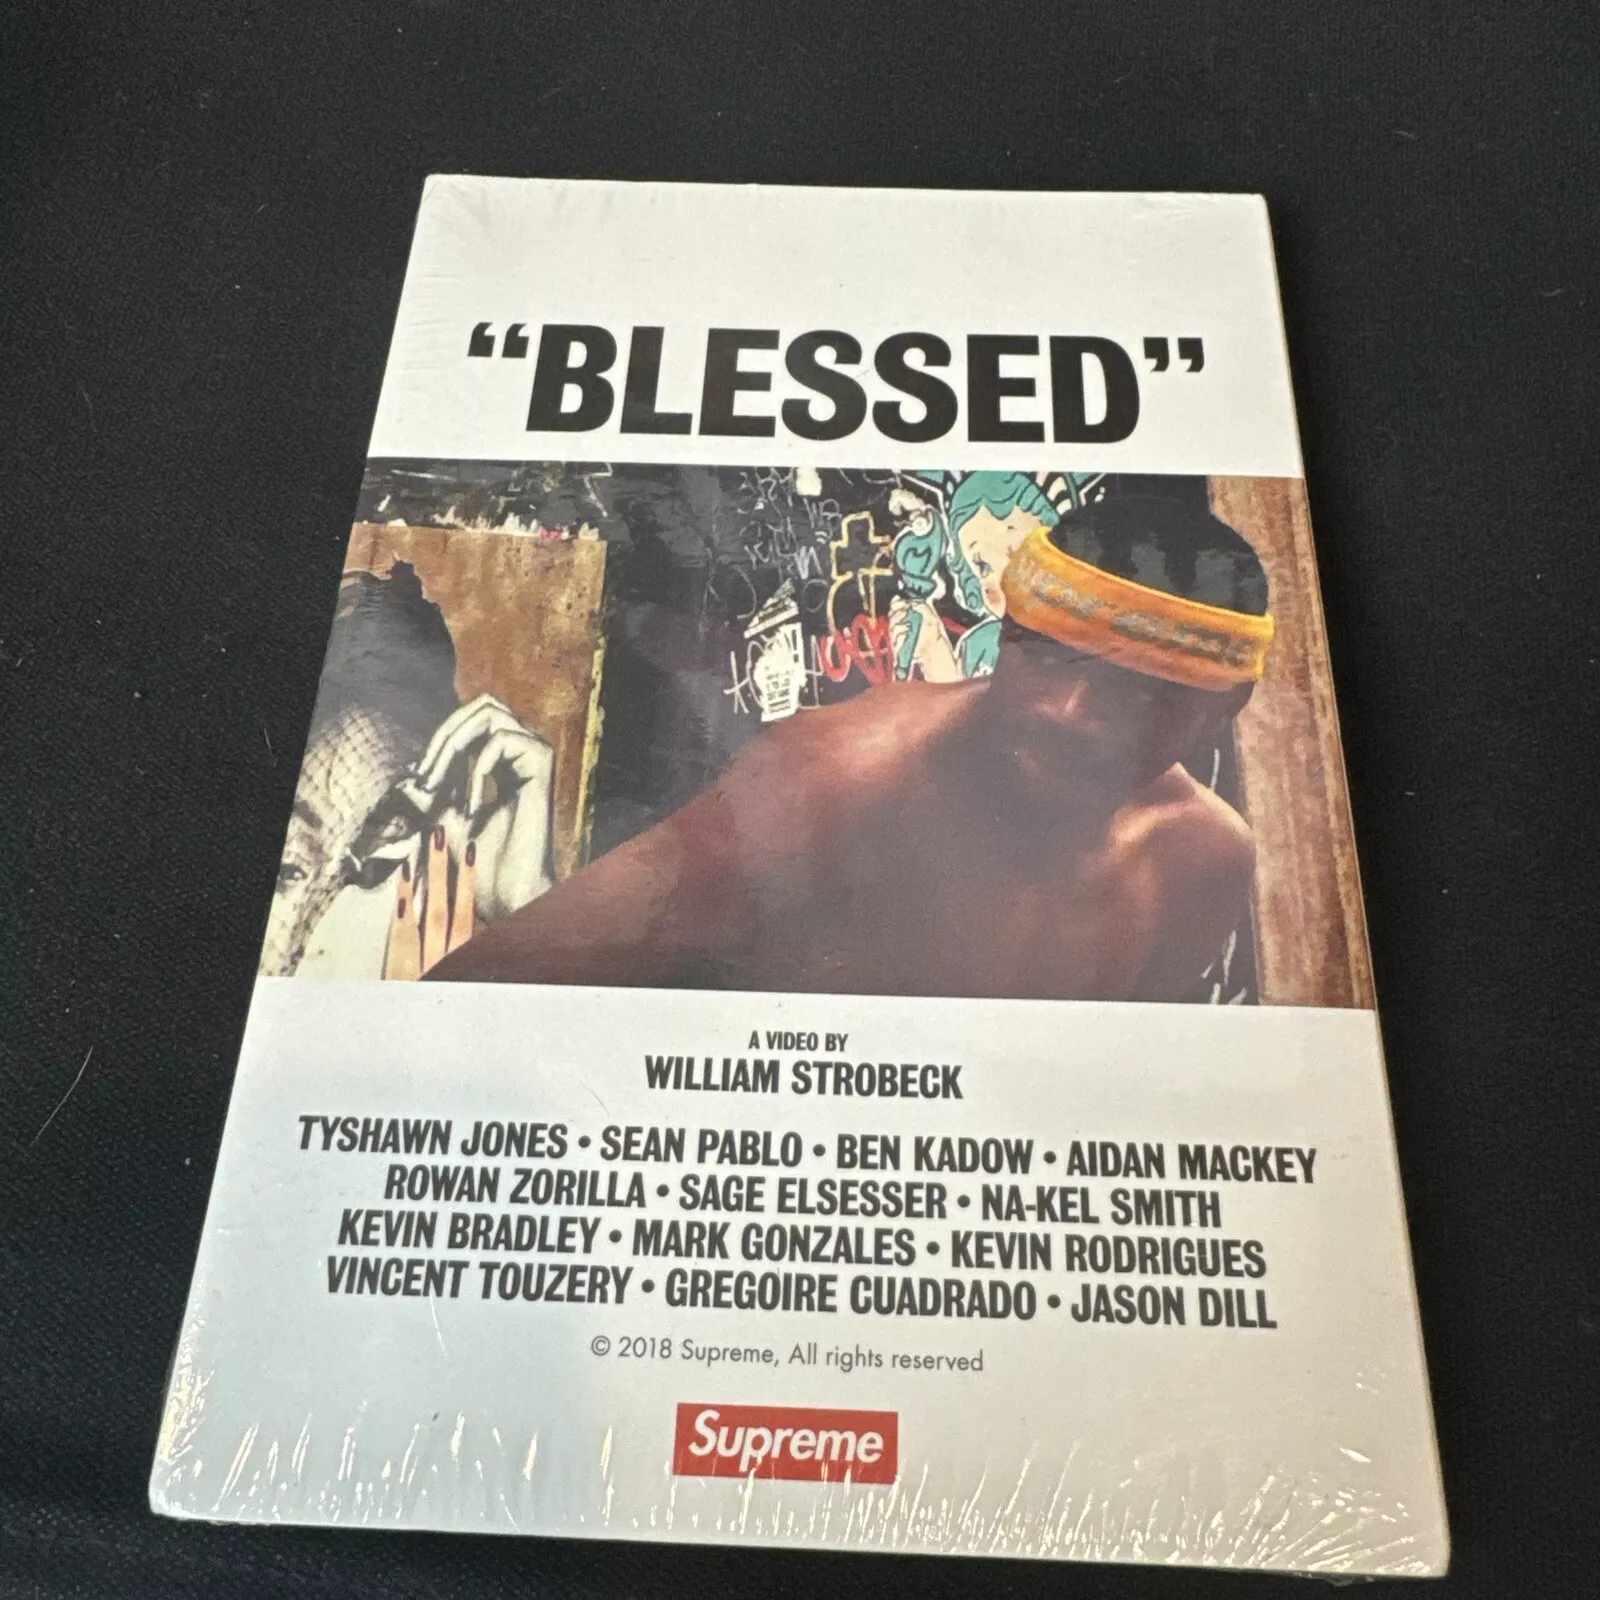 “BLESSED”
A VIDEO BY
WILLIAM STROBECK
TYSHAWN JONES • SEAN PABLO • BEN KADOW • AIDAN MACKEY
ROWAN ZORILLA • SAGE ELSESSER • NA-KEL SMITH
KEVIN BRADLEY • MARK GONZALES • KEVIN RODRIGUES
VINCENT TOUZERY • GREGOIRE CUADRADO • JASON DILL
© 2018 Supreme, All rights reserved
Supreme